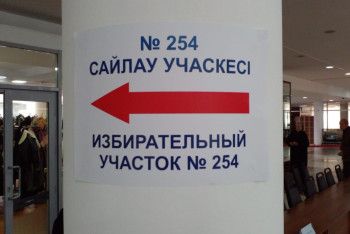 № 254
САЙЛАУ УЧАСКЕСІ
ИЗБИРАТЕЛЬНЫЙ
УЧАСТОК № 254